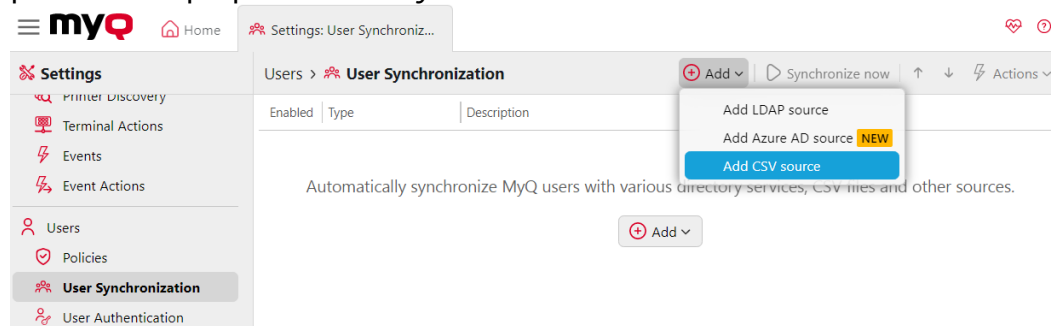 myQ
Home
Settings: User Synchroniz...
Settings
Users > User Synchronization
Add
Synchronize now
Actions
Printer Discovery
Terminal Actions
Events
Event Actions
Users
Policies
User Synchronization
User Authentication
Enabled
Type
Description
Add LDAP source
Add Azure AD source NEW
Add CSV source
Automatically synchronize MyQ users with various directory services, CSV files and other sources.
Add